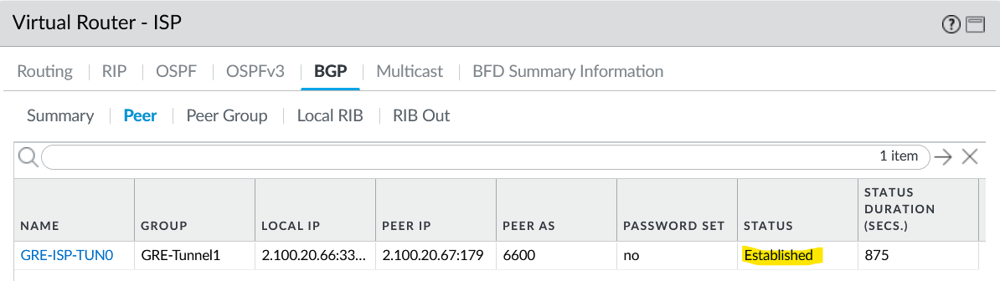 Virtual Router - ISP
?
Routing RIP OSPF OSPFv3 BGP Multicast BFD Summary Information
Summary Peer Peer Group Local RIB RIB Out
1 item
NAME GROUP LOCAL IP PEER IP PEER AS PASSWORD SET STATUS STATUS DURATION (SECS.)
GRE-ISP-TUN0 GRE-Tunnel1 2.100.20.66:33... 2.100.20.67:179 6600 no Established 875